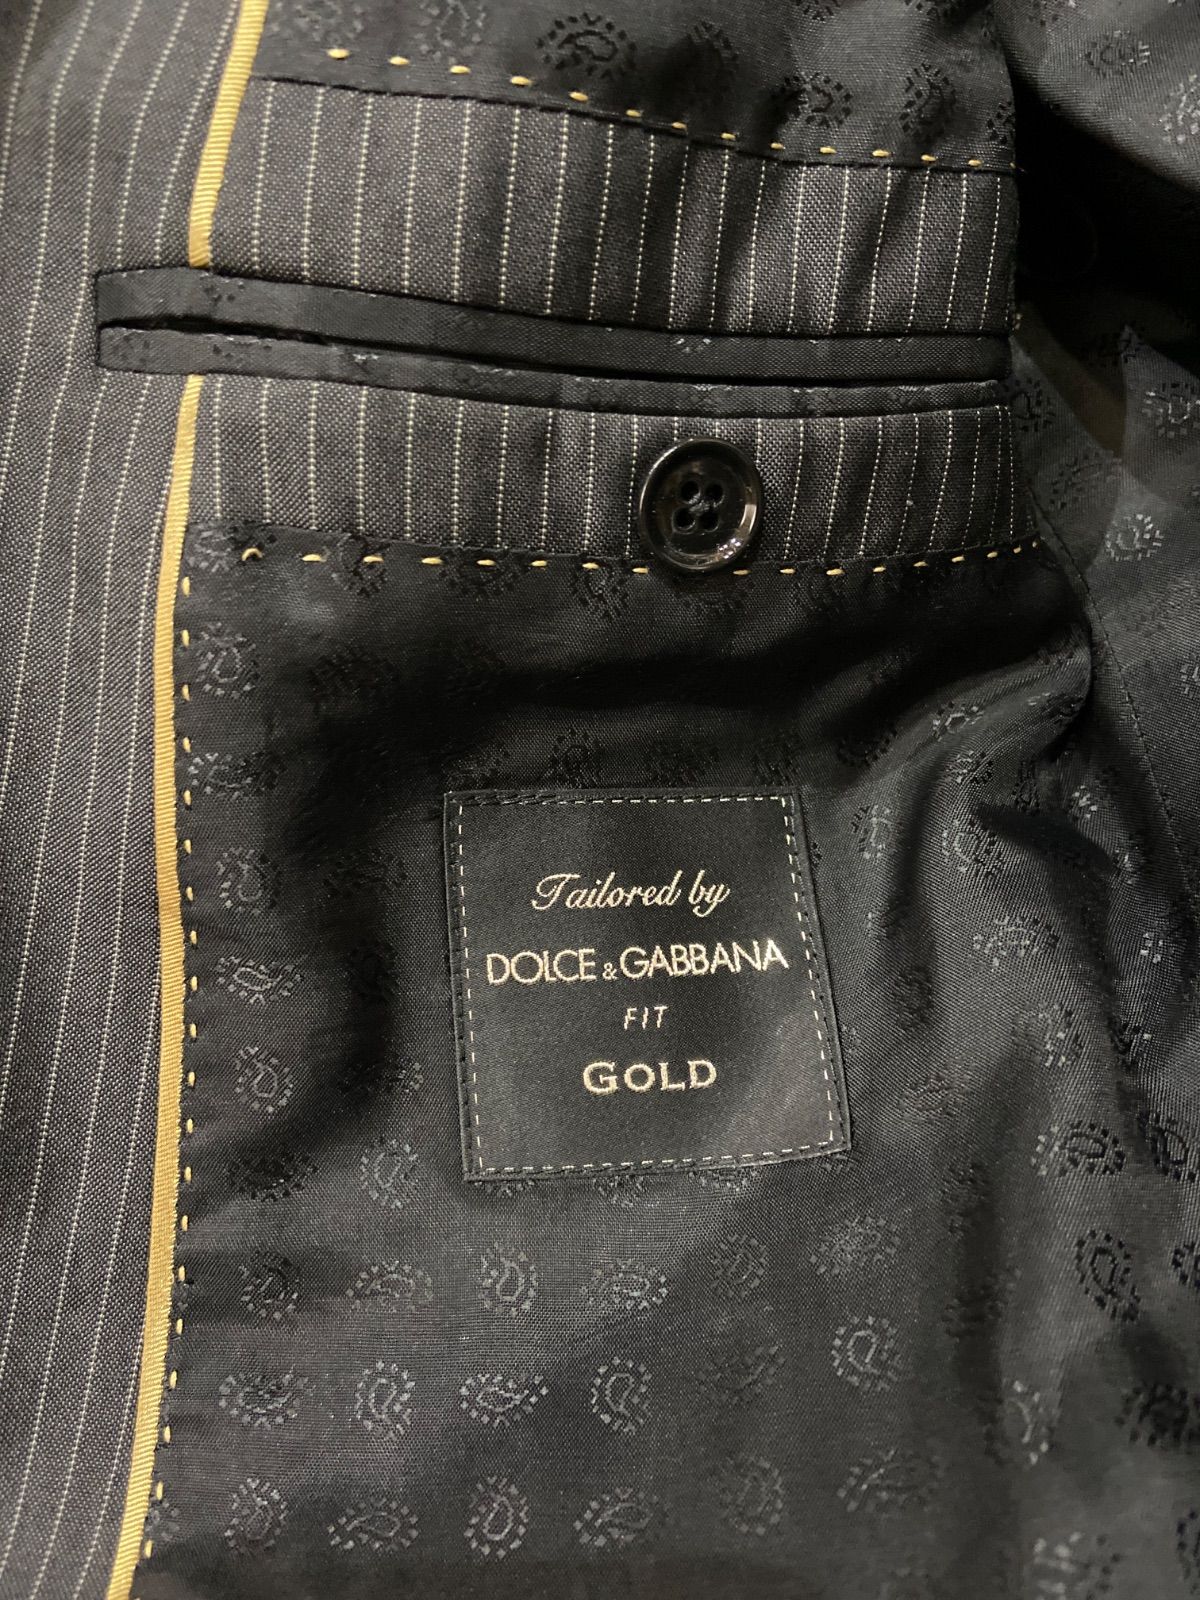 Tailored by
DOLCE & GABBANA
FIT
GOLD